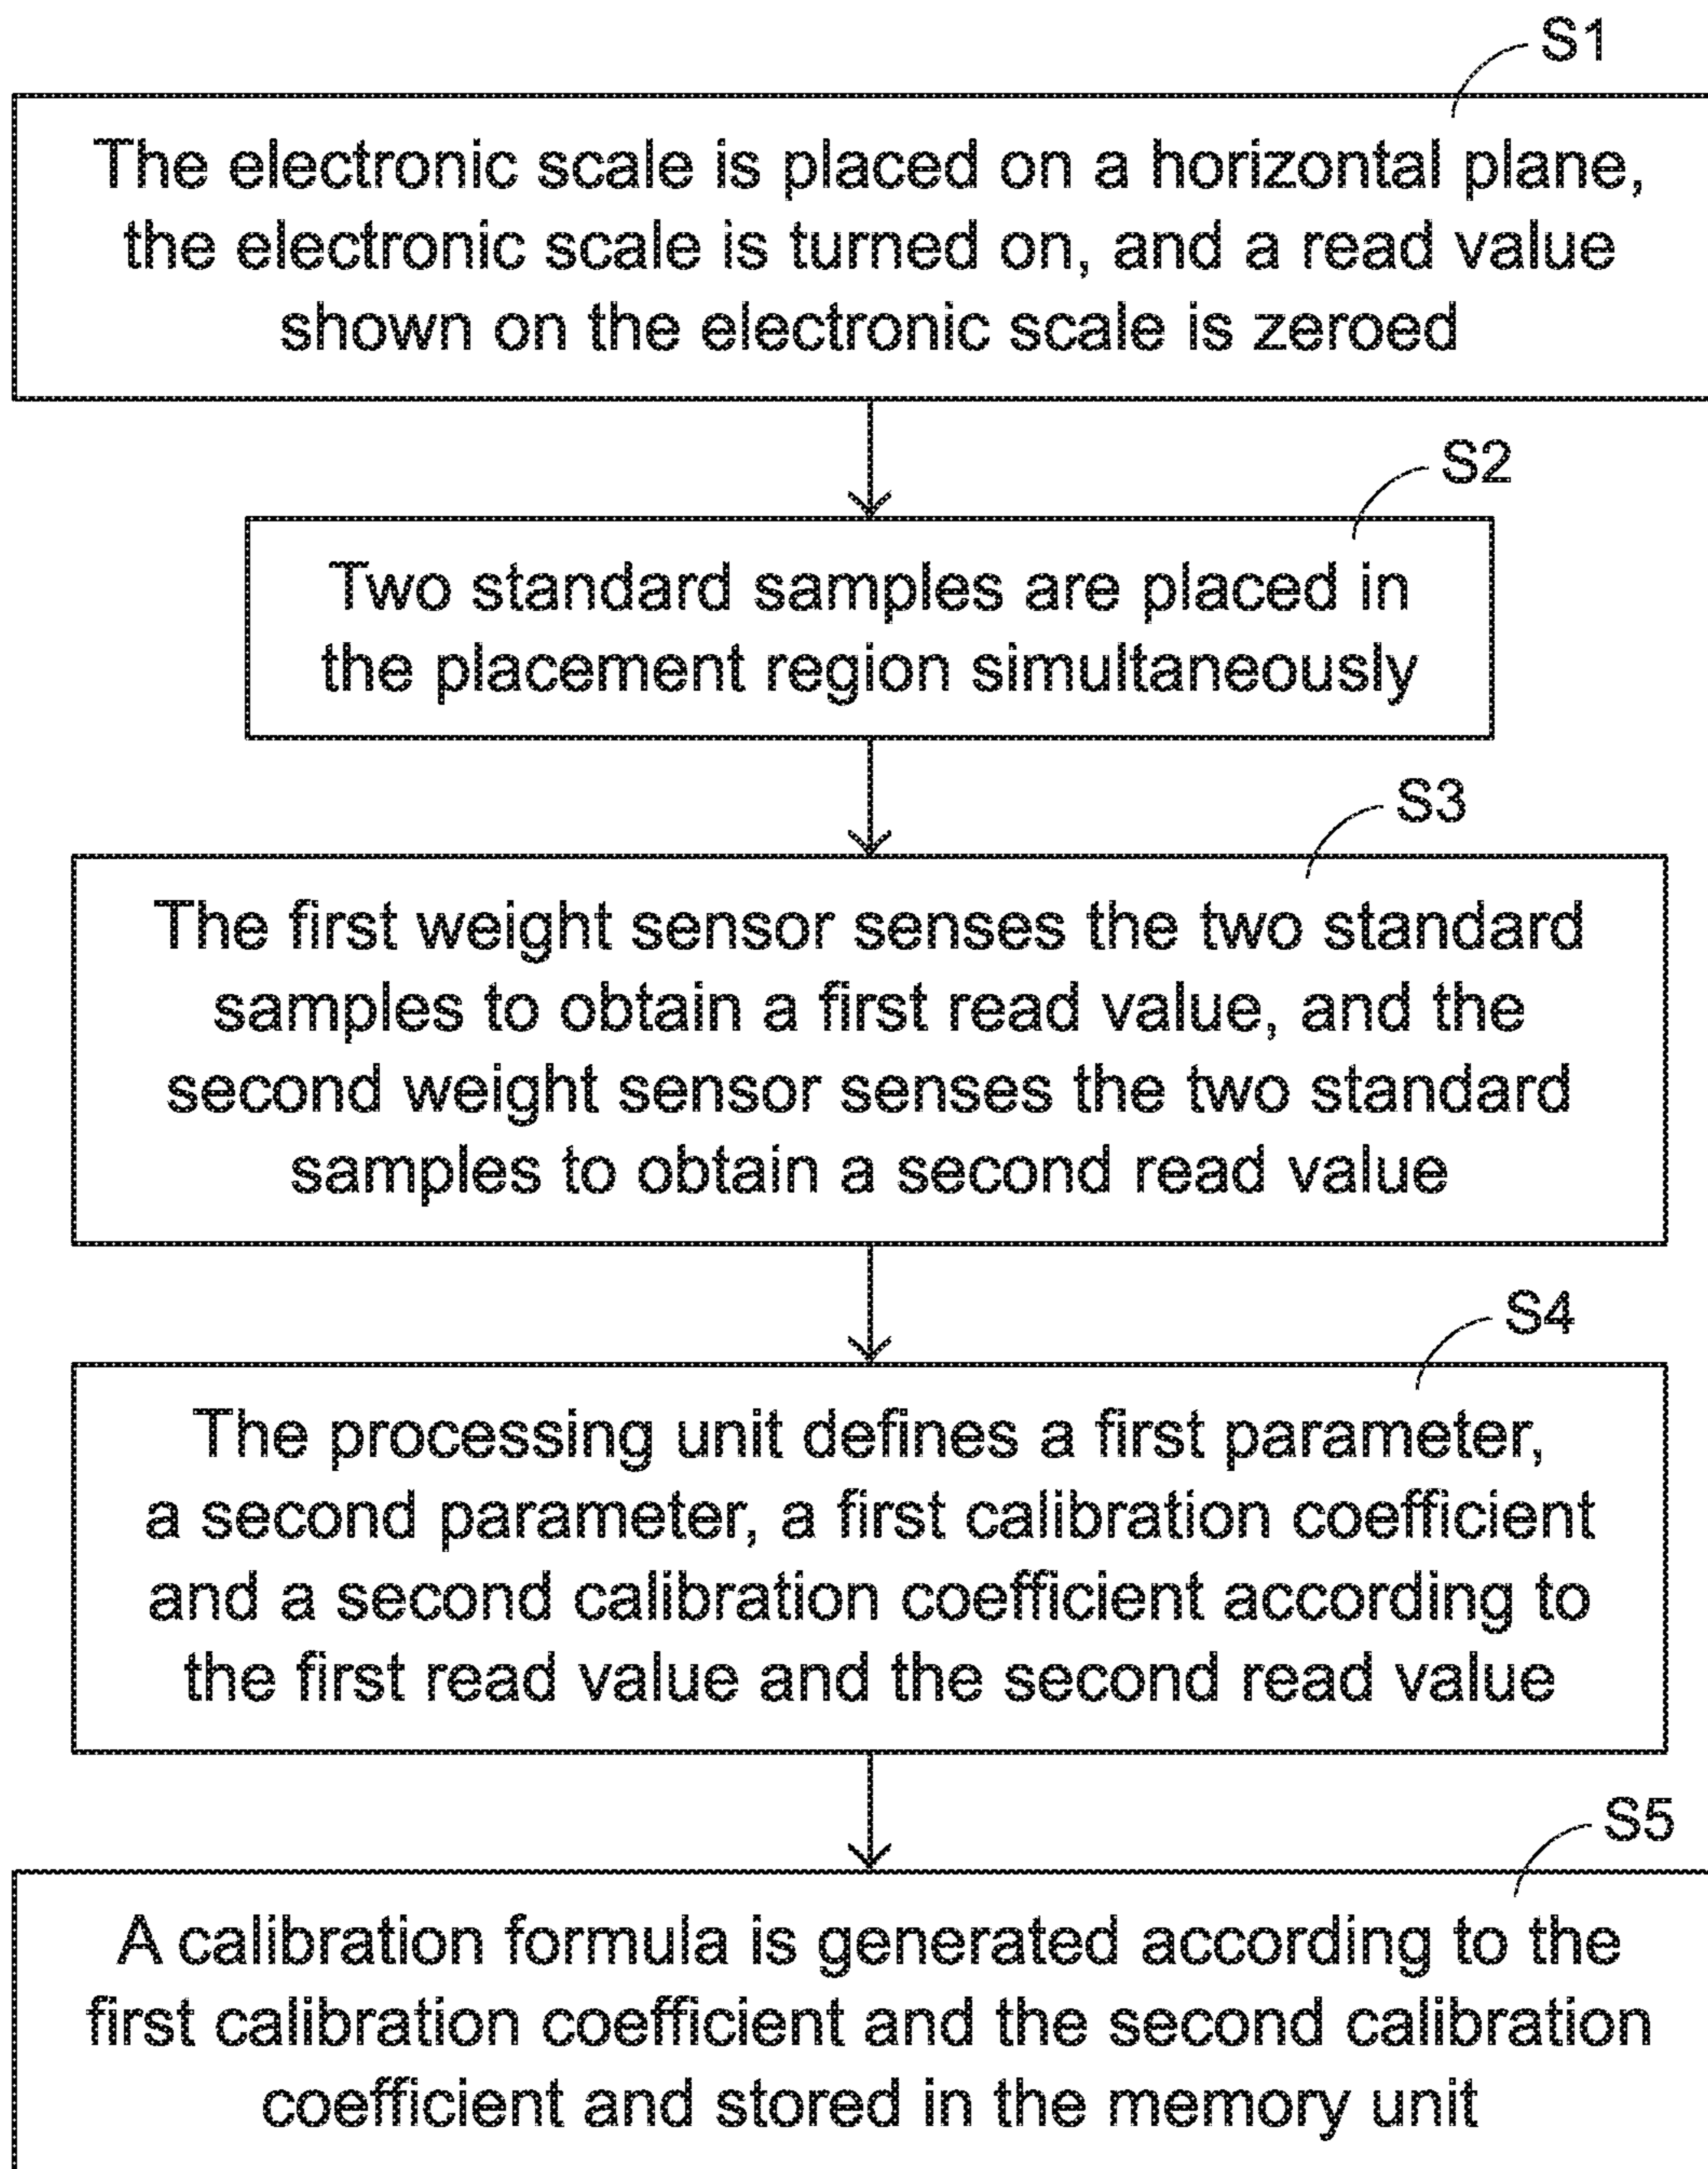 S1
The electronic scale is placed on a horizontal plane,
the electronic scale is turned on, and a read value
shown on the electronic scale is zeroed
S2
Two standard samples are placed in
the placement region simultaneously
S3
The first weight sensor senses the two standard
samples to obtain a first read value, and the
second weight sensor senses the two standard
samples to obtain a second read value
S4
The processing unit defines a first parameter,
a second parameter, a first calibration coefficient
and a second calibration coefficient according to
the first read value and the second read value
S5
A calibration formula is generated according to the
first calibration coefficient and the second calibration
coefficient and stored in the memory unit